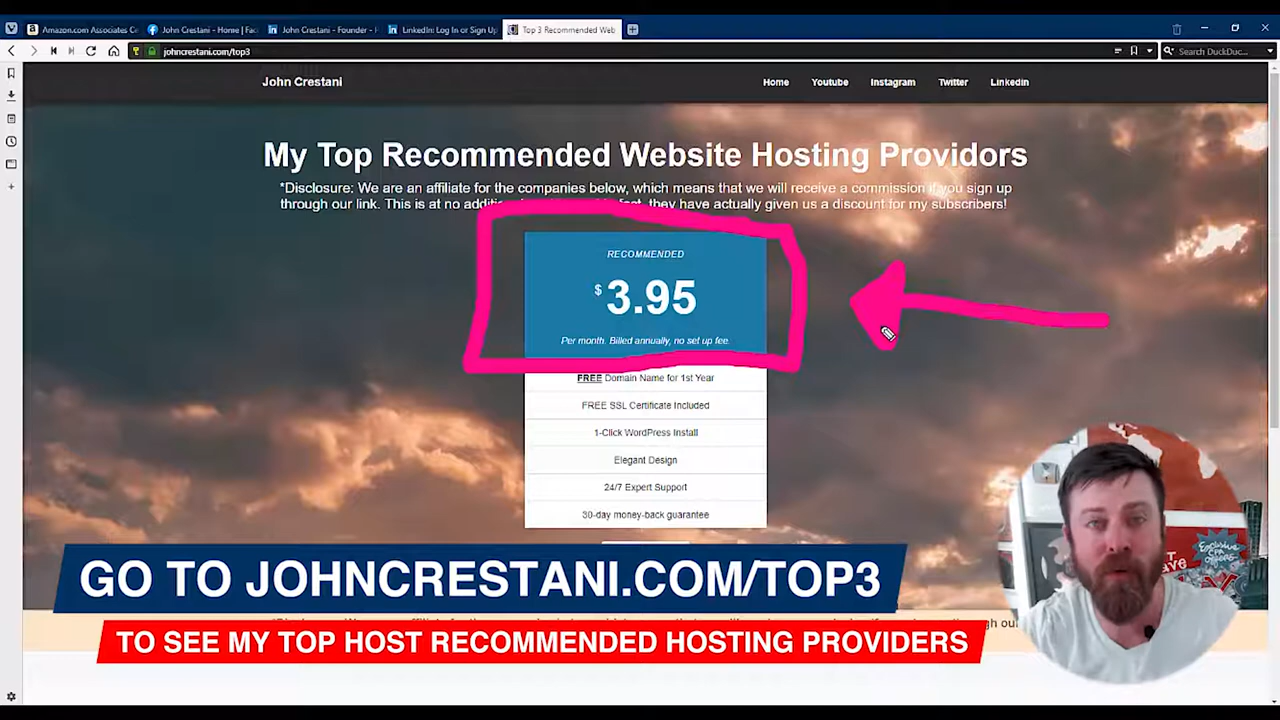 Amazon.com Associates Ce
John Crestani - Home | Fac
John Crestani - Founder - P
LinkedIn: Log In or Sign Up
Top 3 Recommended Web
johncrestani.com/top3
Search DuckDuc...
John Crestani
Home
Youtube
Instagram
Twitter
Linkedin
My Top Recommended Website Hosting Providors
*Disclosure: We are an affiliate for the companies below, which means that we will receive a commission if you sign up
through our link. This is at no additio fact, they have actually given us a discount for my subscribers!
RECOMMENDED
$3.95
Per month. Billed annually, no set up fee.
FREE Domain Name for 1st Year
FREE SSL Certificate Included
1-Click WordPress Install
Elegant Design
24/7 Expert Support
30-day money-back guarantee
GO TO JOHNCRESTANI.COM/TOP3
TO SEE MY TOP HOST RECOMMENDED HOSTING PROVIDERS
Exclusive
CPA
Offers